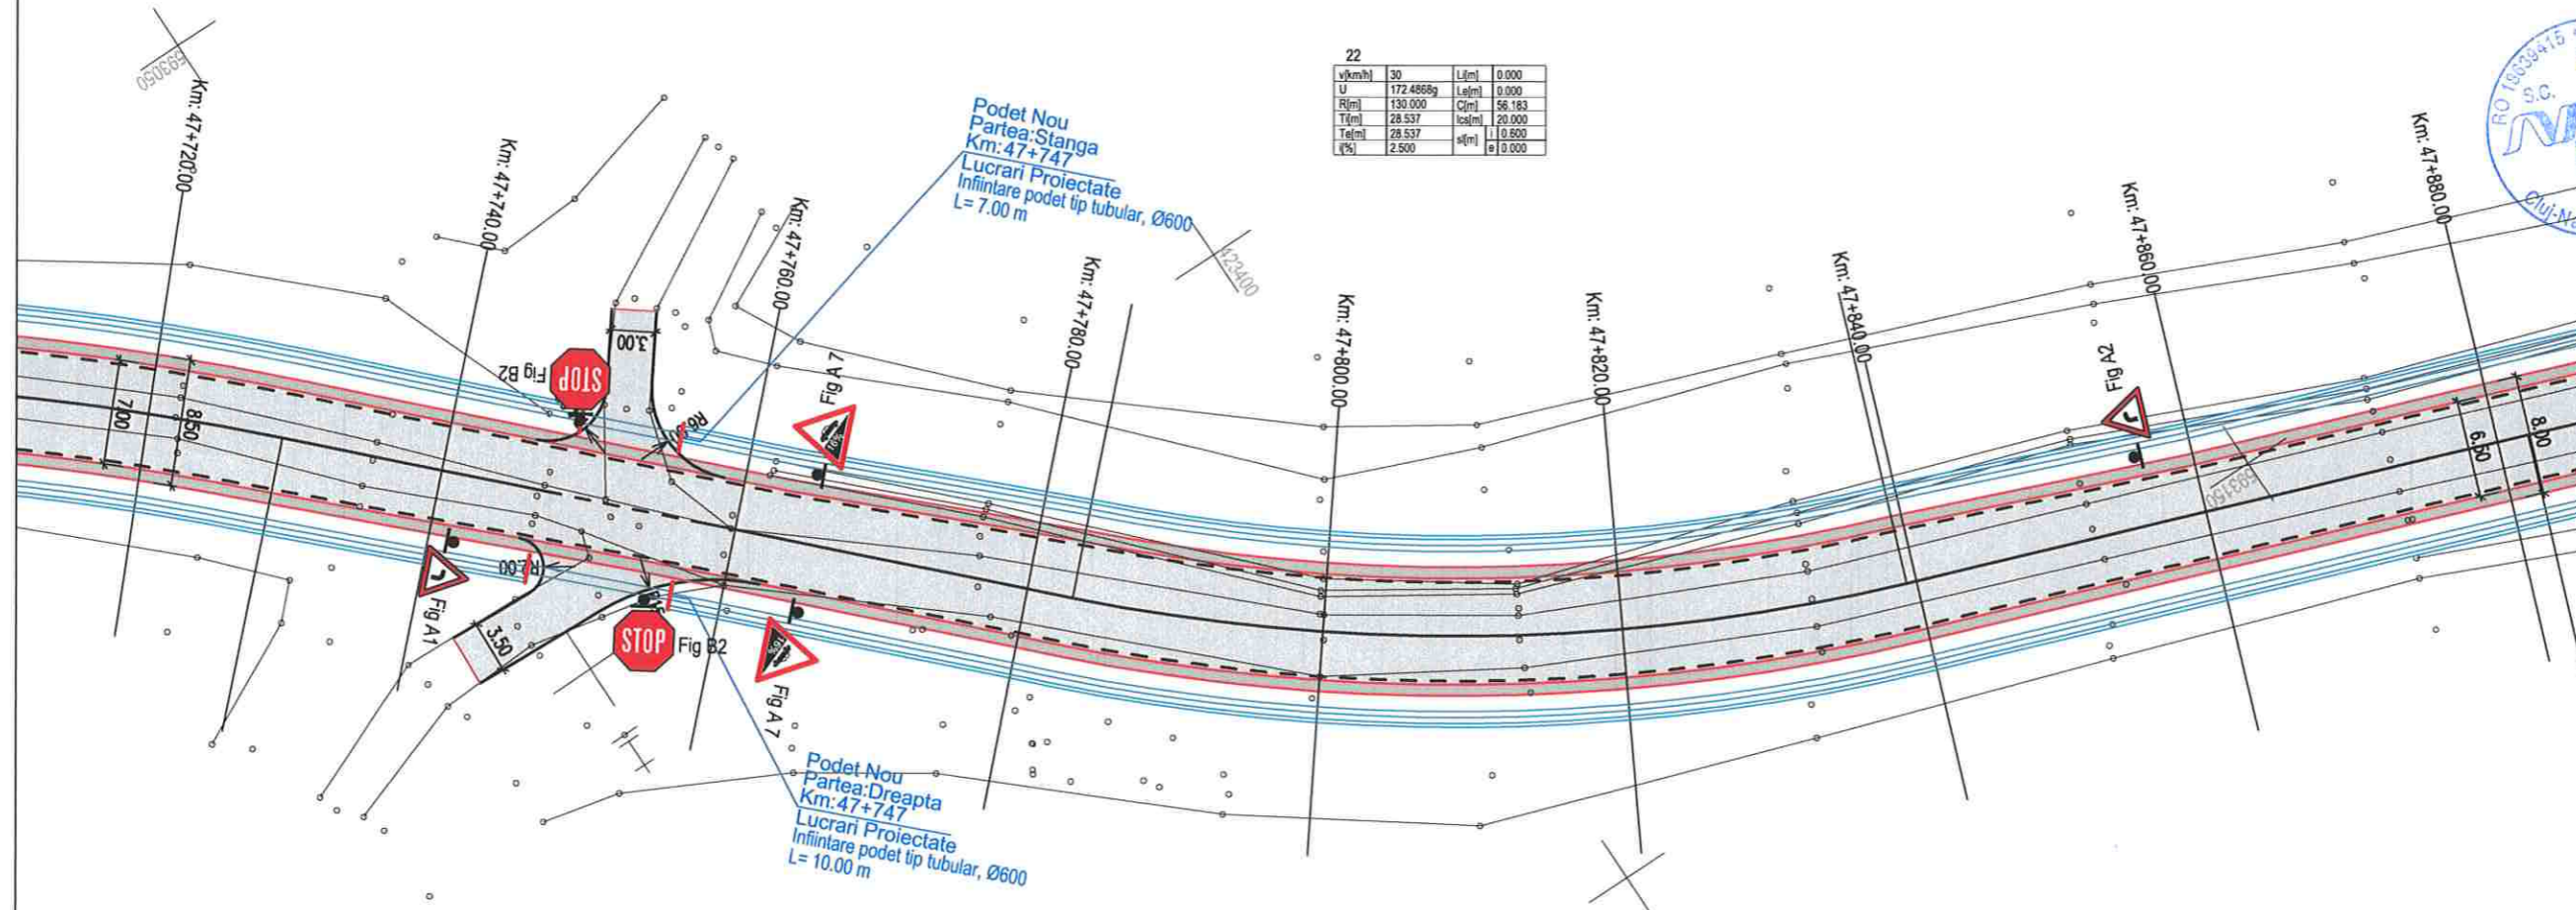 593050
Km: 47+720.00
Km: 47+740.00
Km: 47+760.00
Km: 47+780.00
Km: 47+800.00
Km: 47+820.00
Km: 47+840.00
Km: 47+860.00
Km: 47+880.00
22
v[km/h] 30 Li[m] 0.000
U 172.4868g Le[m] 0.000
R[m] 130.000 C[m] 56.183
Ti[m] 28.537 lcs[m] 20.000
Te[m] 28.537 sl[m] i 0.600
i[%] 2.500 e 0.000
RO 19639415
S.C.
Podet Nou
Partea:Stanga
Km:47+747
Lucrari Proiectate
Infiintare podet tip tubular, Ø600
L= 7.00 m
423400
3.00
Fig B2
STOP
Fig A 7
Fig A2
7.00
8.50
593150
6.50
8.00
R2.00
Fig A1
3.50
STOP
Fig B2
Fig A 7
Podet Nou
Partea:Dreapta
Km:47+747
Lucrari Proiectate
Infiintare podet tip tubular, Ø600
L= 10.00 m